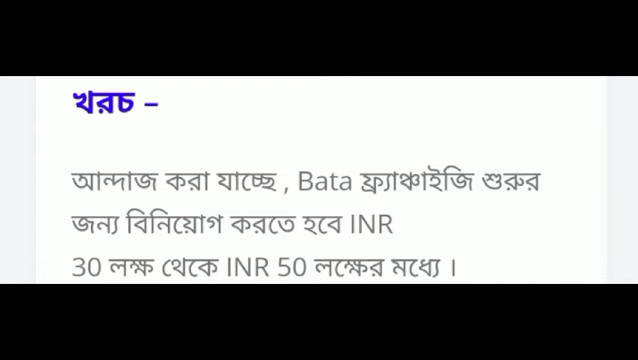 খরচ –
আন্দাজ করা যাচ্ছে , Bata ফ্র্যাঞ্চাইজি শুরুর
জন্য বিনিয়োগ করতে হবে INR
30 লক্ষ থেকে INR 50 লক্ষের মধ্যে ।